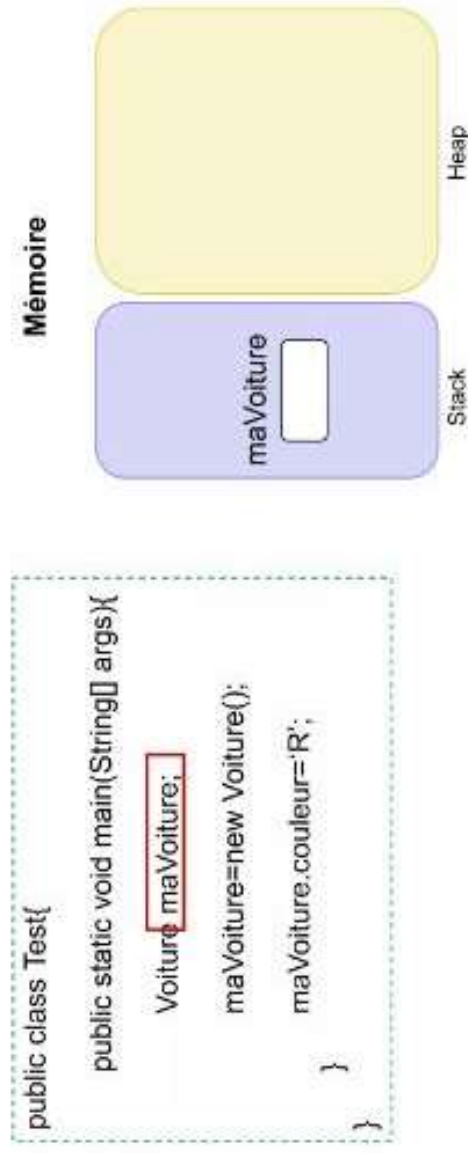 public class Test{
public static void main(String[] args){
Voiture maVoiture;
maVoiture=new Voiture();
maVoiture.couleur='R';
}
}
Mémoire
maVoiture
Stack
Heap